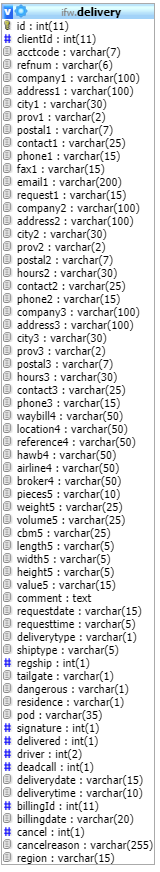 ifw.delivery
id : int(11)
clientId : int(11)
acctcode : varchar(7)
refnum : varchar(6)
company1 : varchar(100)
address1 : varchar(100)
city1 : varchar(30)
prov1 : varchar(2)
postal1 : varchar(7)
contact1 : varchar(25)
phone1 : varchar(15)
fax1 : varchar(15)
email1 : varchar(200)
request1 : varchar(15)
company2 : varchar(100)
address2 : varchar(100)
city2 : varchar(30)
prov2 : varchar(2)
postal2 : varchar(7)
hours2 : varchar(30)
contact2 : varchar(25)
phone2 : varchar(15)
company3 : varchar(100)
address3 : varchar(100)
city3 : varchar(30)
prov3 : varchar(2)
postal3 : varchar(7)
hours3 : varchar(30)
contact3 : varchar(25)
phone3 : varchar(15)
waybill4 : varchar(50)
location4 : varchar(50)
reference4 : varchar(50)
hawb4 : varchar(50)
airline4 : varchar(50)
broker4 : varchar(50)
pieces5 : varchar(10)
weight5 : varchar(25)
volume5 : varchar(25)
cbm5 : varchar(25)
length5 : varchar(5)
width5 : varchar(5)
height5 : varchar(5)
value5 : varchar(15)
comment : text
requestdate : varchar(15)
requesttime : varchar(5)
deliverytype : varchar(1)
shiptype : varchar(5)
regship : int(1)
tailgate : varchar(1)
dangerous : varchar(1)
residence : varchar(1)
pod : varchar(35)
signature : int(1)
delivered : int(1)
driver : int(2)
deadcall : int(1)
deliverydate : varchar(15)
deliverytime : varchar(10)
billingId : int(11)
billingdate : varchar(20)
cancel : int(1)
cancelreason : varchar(255)
region : varchar(15)